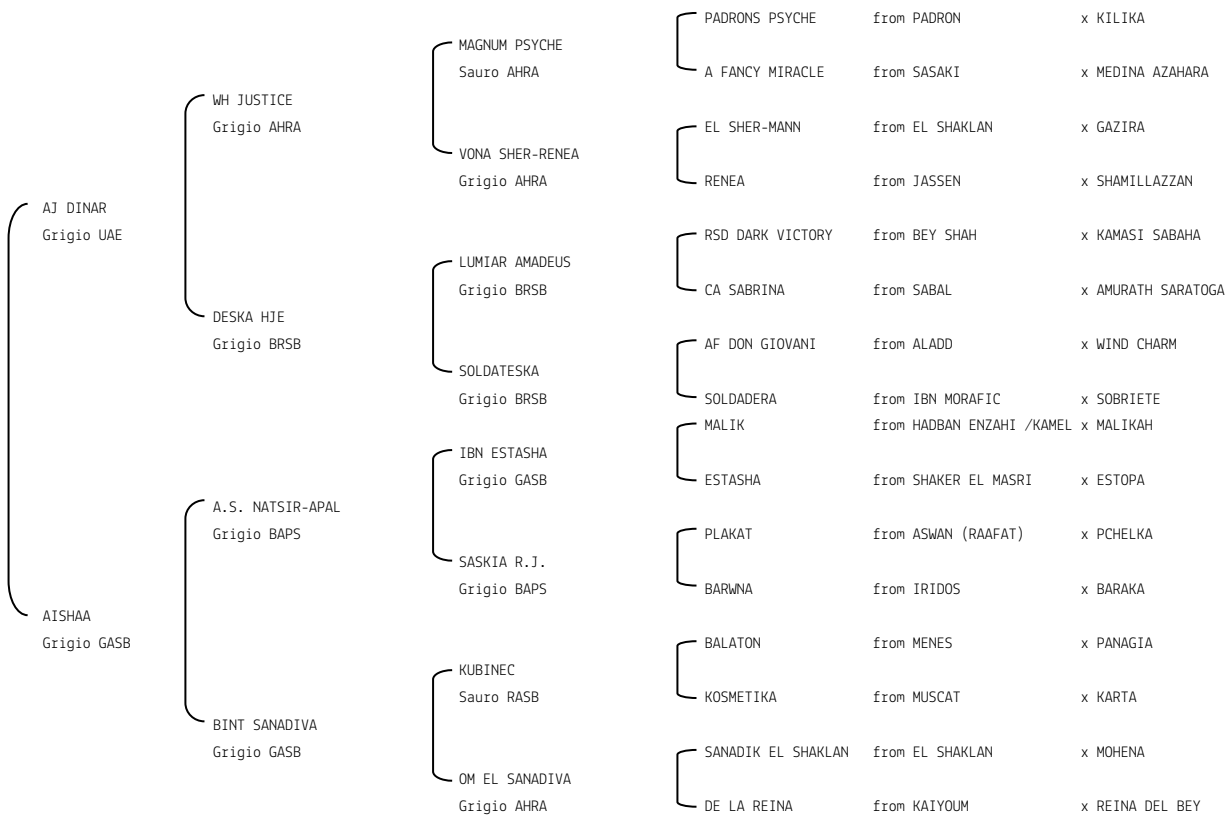 PADRONS PSYCHE from PADRON x KILIKA
MAGNUM PSYCHE
Sauro AHRA
A FANCY MIRACLE from SASAKI x MEDINA AZAHARA
WH JUSTICE
Grigio AHRA
EL SHER-MANN from EL SHAKLAN x GAZIRA
VONA SHER-RENEA
Grigio AHRA
RENEA from JASSEN x SHAMILLAZZAN
AJ DINAR
Grigio UAE
RSD DARK VICTORY from BEY SHAH x KAMASI SABAHA
LUMIAR AMADEUS
Grigio BRSB
CA SABRINA from SABAL x AMURATH SARATOGA
DESKA HJE
Grigio BRSB
AF DON GIOVANI from ALADD x WIND CHARM
SOLDATESKA
Grigio BRSB
SOLDADERA from IBN MORAFIC x SOBRIETE
MALIK from HADBAN ENZAHI /KAMEL x MALIKAH
IBN ESTASHA
Grigio GASB
ESTASHA from SHAKER EL MASRI x ESTOPA
A.S. NATSIR-APAL
Grigio BAPS
PLAKAT from ASWAN (RAAFAT) x PCHELKA
SASKIA R.J.
Grigio BAPS
BARWNA from IRIDOS x BARAKA
AISHAA
Grigio GASB
BALATON from MENES x PANAGIA
KUBINEC
Sauro RASB
KOSMETIKA from MUSCAT x KARTA
BINT SANADIVA
Grigio GASB
SANADIK EL SHAKLAN from EL SHAKLAN x MOHENA
OM EL SANADIVA
Grigio AHRA
DE LA REINA from KAIYOUM x REINA DEL BEY